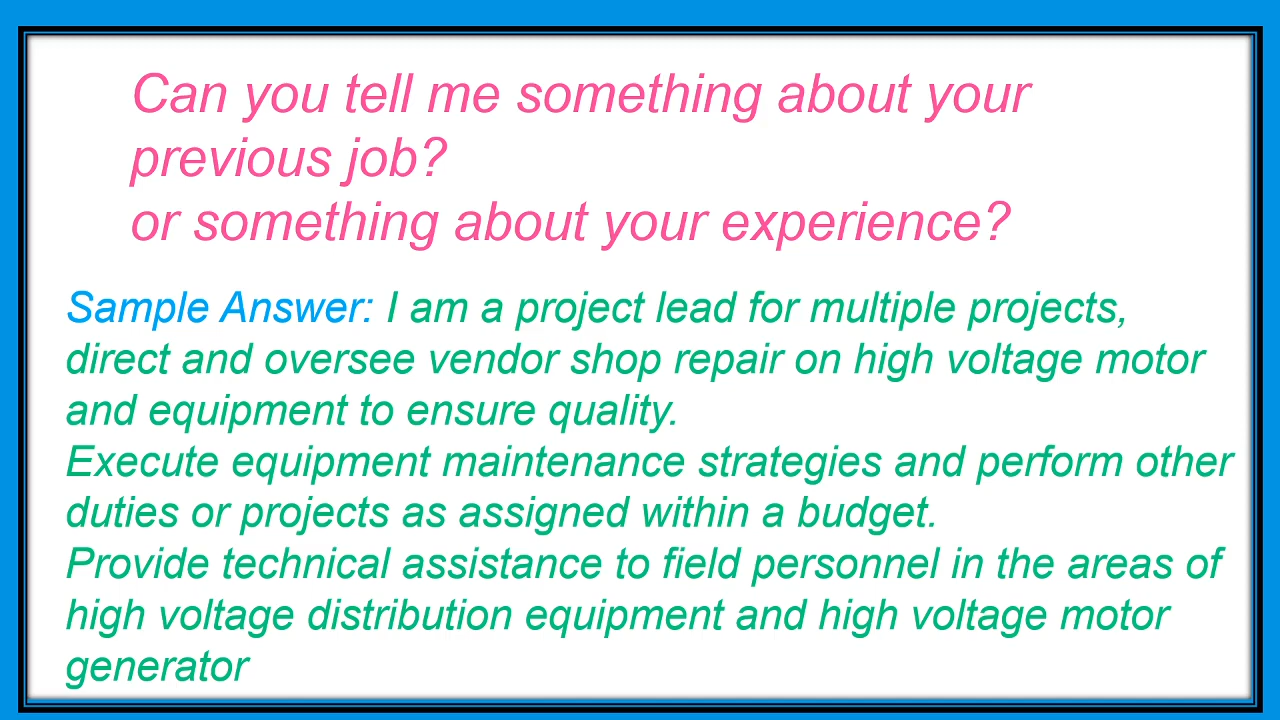 Can you tell me something about your
previous job?
or something about your experience?
Sample Answer: I am a project lead for multiple projects,
direct and oversee vendor shop repair on high voltage motor
and equipment to ensure quality.
Execute equipment maintenance strategies and perform other
duties or projects as assigned within a budget.
Provide technical assistance to field personnel in the areas of
high voltage distribution equipment and high voltage motor
generator